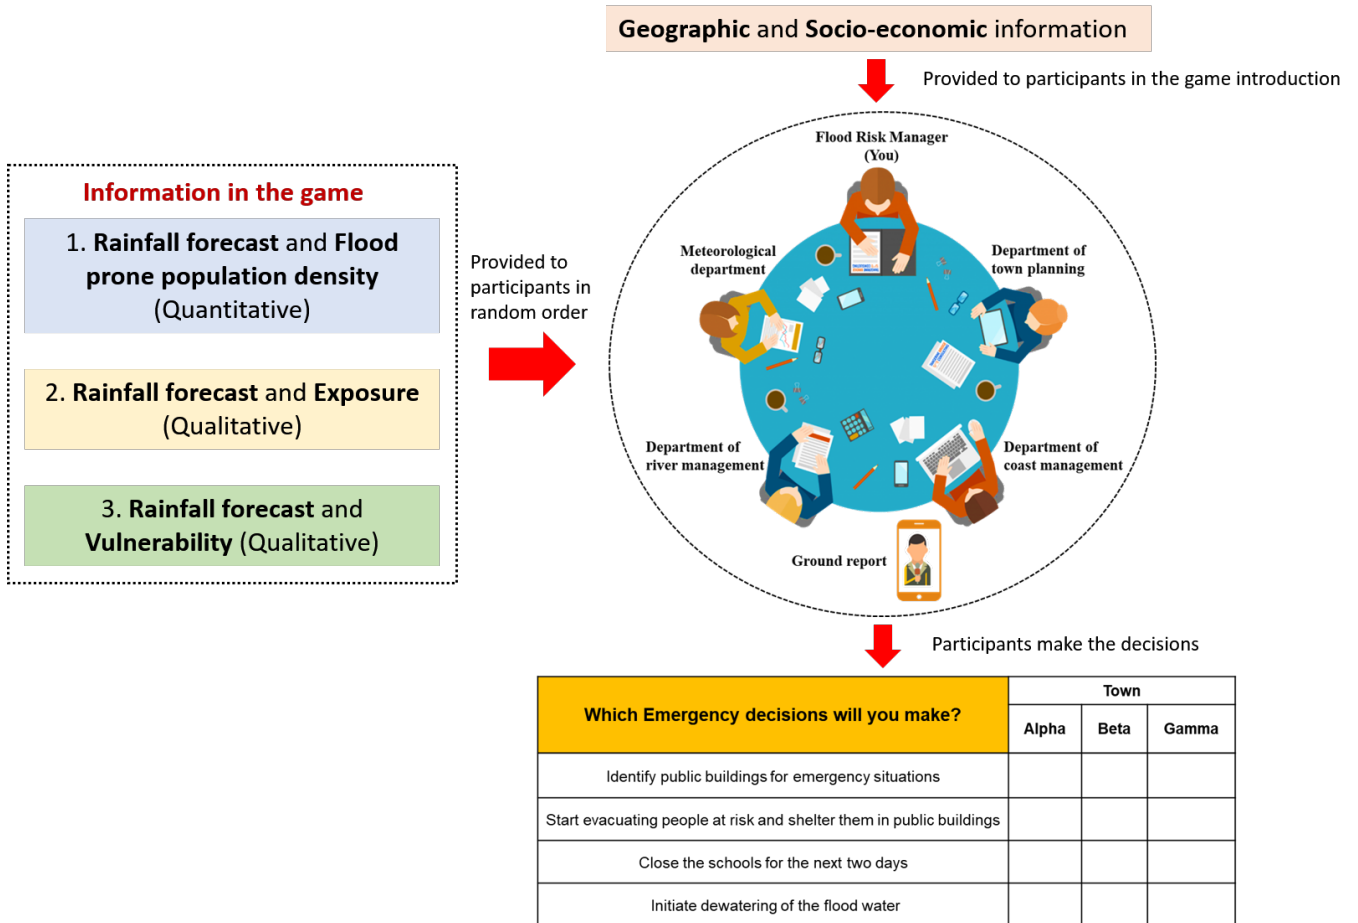 Geographic and Socio-economic information
Provided to participants in the game introduction
Information in the game
1. Rainfall forecast and Flood
prone population density
(Quantitative)
2. Rainfall forecast and Exposure
(Qualitative)
3. Rainfall forecast and
Vulnerability (Qualitative)
Provided to
participants in
random order
Flood Risk Manager
(You)
Meteorological
department
Department of
town planning
Department of
river management
Department of
coast management
Ground report
Participants make the decisions
Which Emergency decisions will you make?
Town
Alpha
Beta
Gamma
Identify public buildings for emergency situations
Start evacuating people at risk and shelter them in public buildings
Close the schools for the next two days
Initiate dewatering of the flood water